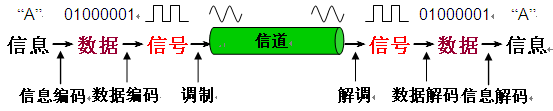 “A” 01000001 01000001 “A”
信息 数据 信号 信道 信号 数据 信息
信息编码 数据编码 调制 解调 数据解码 信息解码